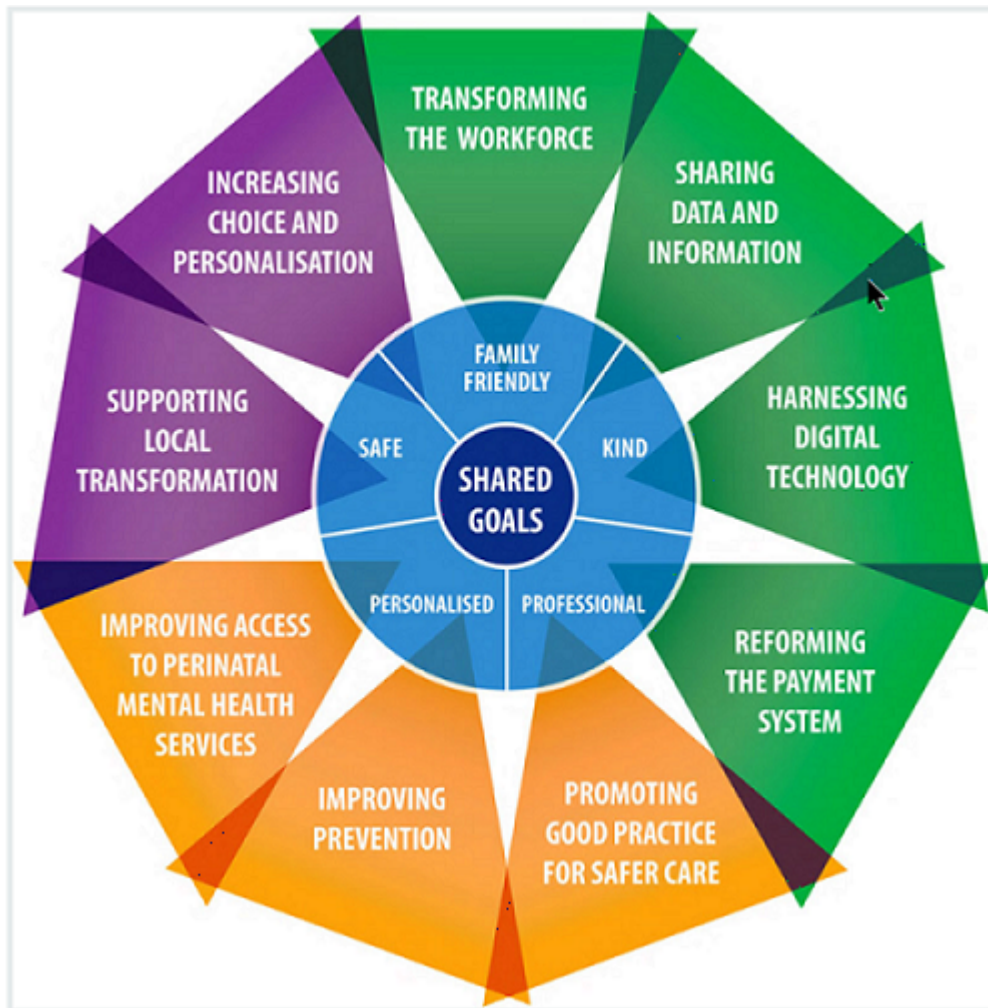 TRANSFORMING
THE WORKFORCE
SHARING
DATA AND
INFORMATION
HARNESSING
DIGITAL
TECHNOLOGY
REFORMING
THE PAYMENT
SYSTEM
PROMOTING
GOOD PRACTICE
FOR SAFER CARE
IMPROVING
PREVENTION
IMPROVING ACCESS
TO PERINATAL
MENTAL HEALTH
SERVICES
SUPPORTING
LOCAL
TRANSFORMATION
INCREASING
CHOICE AND
PERSONALISATION
FAMILY
FRIENDLY
KIND
PROFESSIONAL
PERSONALISED
SAFE
SHARED
GOALS